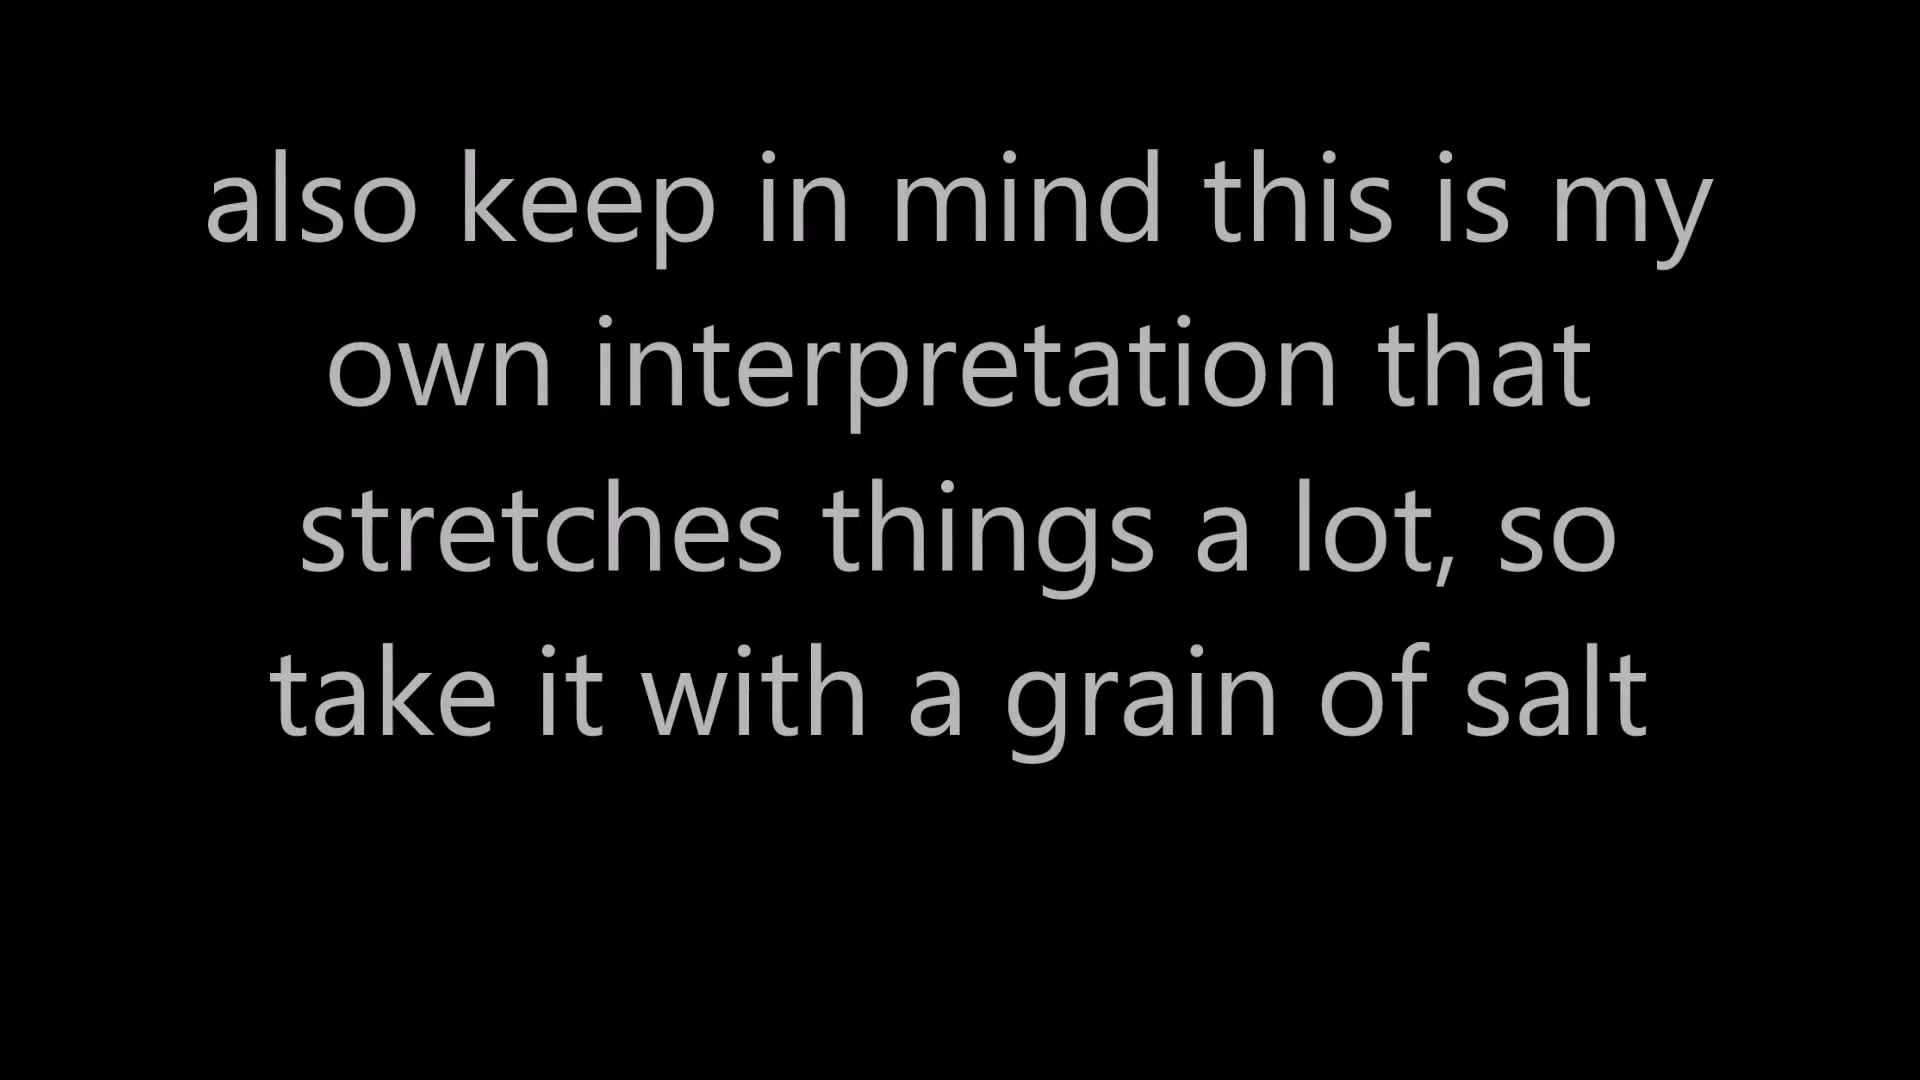 also keep in mind this is my
own interpretation that
stretches things a lot, so
take it with a grain of salt